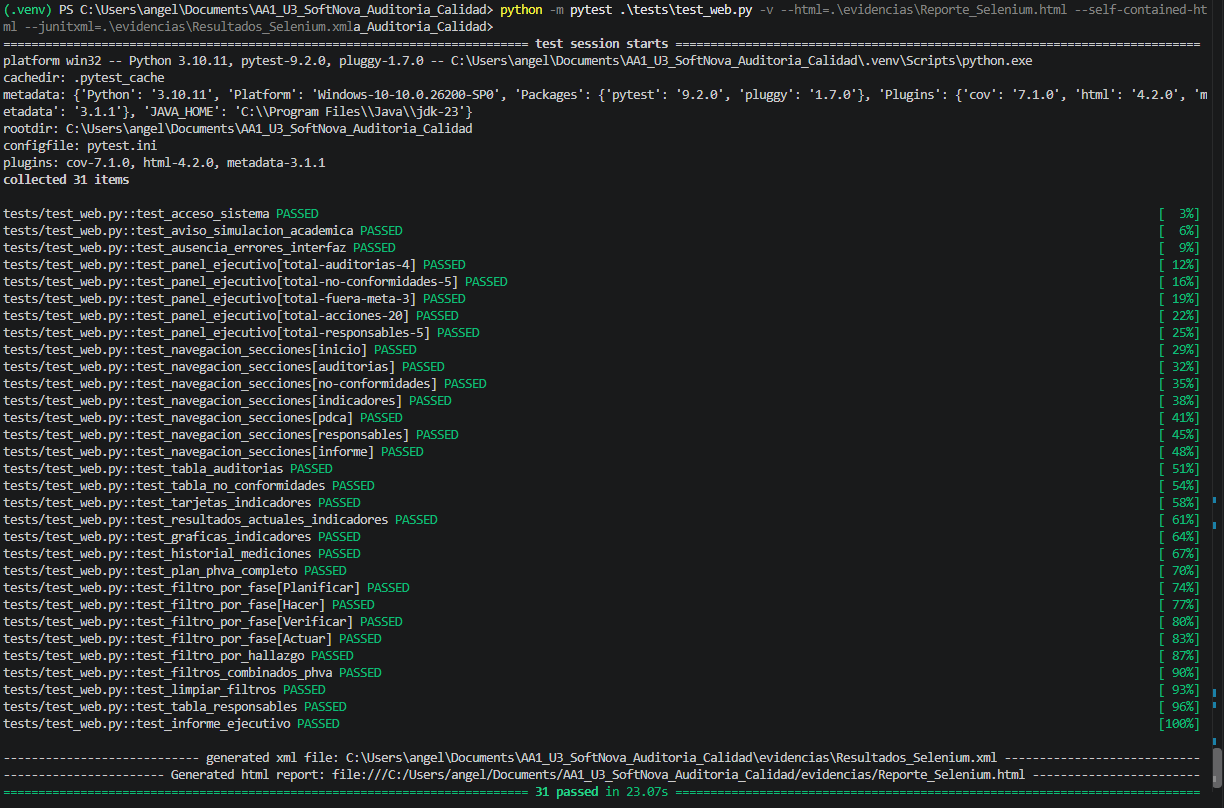 (.venv) PS C:\Users\angel\Documents\AA1_U3_SoftNova_Auditoria_Calidad> python -m pytest .\tests\test_web.py -v --html=.\evidencias\Reporte_Selenium.html --self-contained-ht
ml --junitxml=.\evidencias\Resultados_Selenium.xmla_Auditoria_Calidad>
=========================================================================== test session starts ===========================================================================
platform win32 -- Python 3.10.11, pytest-9.2.0, pluggy-1.7.0 -- C:\Users\angel\Documents\AA1_U3_SoftNova_Auditoria_Calidad\.venv\Scripts\python.exe
cachedir: .pytest_cache
metadata: {'Python': '3.10.11', 'Platform': 'Windows-10-10.0.26200-SP0', 'Packages': {'pytest': '9.2.0', 'pluggy': '1.7.0'}, 'Plugins': {'cov': '7.1.0', 'html': '4.2.0', 'm
etadata': '3.1.1'}, 'JAVA_HOME': 'C:\\Program Files\\Java\\jdk-23'}
rootdir: C:\Users\angel\Documents\AA1_U3_SoftNova_Auditoria_Calidad
configfile: pytest.ini
plugins: cov-7.1.0, html-4.2.0, metadata-3.1.1
collected 31 items
tests/test_web.py::test_acceso_sistema PASSED [  3%]
tests/test_web.py::test_aviso_simulacion_academica PASSED [  6%]
tests/test_web.py::test_ausencia_errores_interfaz PASSED [  9%]
tests/test_web.py::test_panel_ejecutivo[total-auditorias-4] PASSED [ 12%]
tests/test_web.py::test_panel_ejecutivo[total-no-conformidades-5] PASSED [ 16%]
tests/test_web.py::test_panel_ejecutivo[total-fuera-meta-3] PASSED [ 19%]
tests/test_web.py::test_panel_ejecutivo[total-acciones-20] PASSED [ 22%]
tests/test_web.py::test_panel_ejecutivo[total-responsables-5] PASSED [ 25%]
tests/test_web.py::test_navegacion_secciones[inicio] PASSED [ 29%]
tests/test_web.py::test_navegacion_secciones[auditorias] PASSED [ 32%]
tests/test_web.py::test_navegacion_secciones[no-conformidades] PASSED [ 35%]
tests/test_web.py::test_navegacion_secciones[indicadores] PASSED [ 38%]
tests/test_web.py::test_navegacion_secciones[pdca] PASSED [ 41%]
tests/test_web.py::test_navegacion_secciones[responsables] PASSED [ 45%]
tests/test_web.py::test_navegacion_secciones[informe] PASSED [ 48%]
tests/test_web.py::test_tabla_auditorias PASSED [ 51%]
tests/test_web.py::test_tabla_no_conformidades PASSED [ 54%]
tests/test_web.py::test_tarjetas_indicadores PASSED [ 58%]
tests/test_web.py::test_resultados_actuales_indicadores PASSED [ 61%]
tests/test_web.py::test_graficas_indicadores PASSED [ 64%]
tests/test_web.py::test_historial_mediciones PASSED [ 67%]
tests/test_web.py::test_plan_phva_completo PASSED [ 70%]
tests/test_web.py::test_filtro_por_fase[Planificar] PASSED [ 74%]
tests/test_web.py::test_filtro_por_fase[Hacer] PASSED [ 77%]
tests/test_web.py::test_filtro_por_fase[Verificar] PASSED [ 80%]
tests/test_web.py::test_filtro_por_fase[Actuar] PASSED [ 83%]
tests/test_web.py::test_filtro_por_hallazgo PASSED [ 87%]
tests/test_web.py::test_filtros_combinados_phva PASSED [ 90%]
tests/test_web.py::test_limpiar_filtros PASSED [ 93%]
tests/test_web.py::test_tabla_responsables PASSED [ 96%]
tests/test_web.py::test_informe_ejecutivo PASSED [100%]
---------------------------- generated xml file: C:\Users\angel\Documents\AA1_U3_SoftNova_Auditoria_Calidad\evidencias\Resultados_Selenium.xml ----------------------------
----------------------- Generated html report: file:///C:/Users/angel/Documents/AA1_U3_SoftNova_Auditoria_Calidad/evidencias/Reporte_Selenium.html ------------------------
=========================================================================== 31 passed in 23.07s ===========================================================================